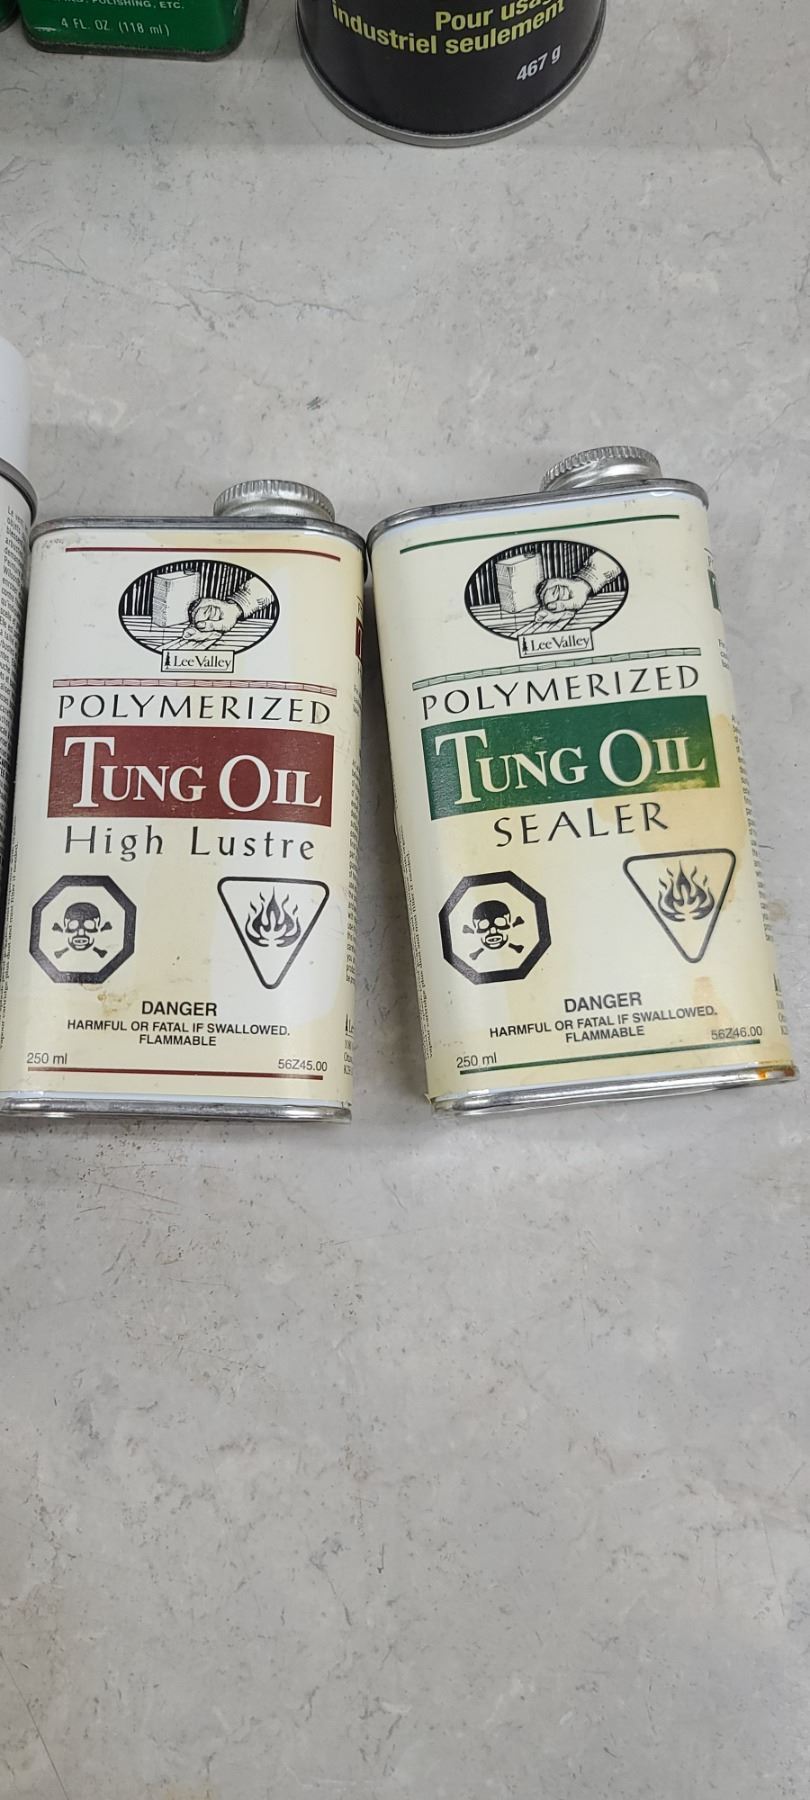 POLISHING, ETC.
4 FL. OZ. (118 ml)
Pour
industriel seulement
467 g
Lee Valley
POLYMERIZED
TUNG OIL
High Lustre
DANGER
HARMFUL OR FATAL IF SWALLOWED.
FLAMMABLE
250 ml
56Z45.00
Lee Valley
POLYMERIZED
TUNG OIL
SEALER
DANGER
HARMFUL OR FATAL IF SWALLOWED.
FLAMMABLE
250 ml
56Z46.00